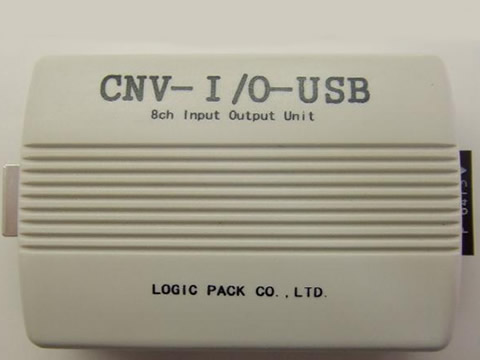 CNV-I/O-USB
8ch Input Output Unit
LOGIC PACK CO.,LTD.